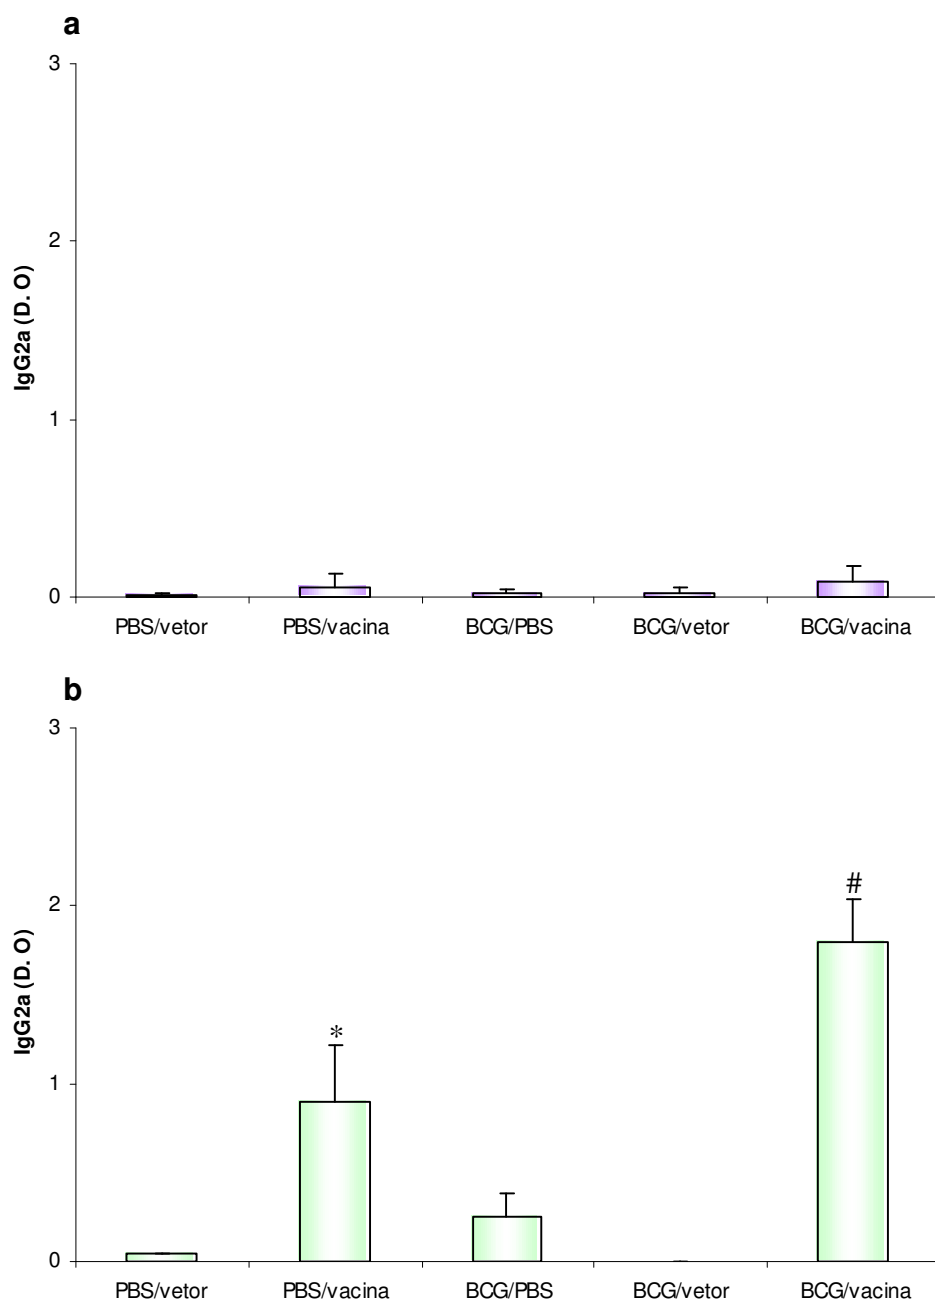 a
3
2
1
0
IgG2a (D. O)
PBS/vetor PBS/vacina BCG/PBS BCG/vetor BCG/vacina
b
3
2
1
0
IgG2a (D. O)
*
#
PBS/vetor PBS/vacina BCG/PBS BCG/vetor BCG/vacina